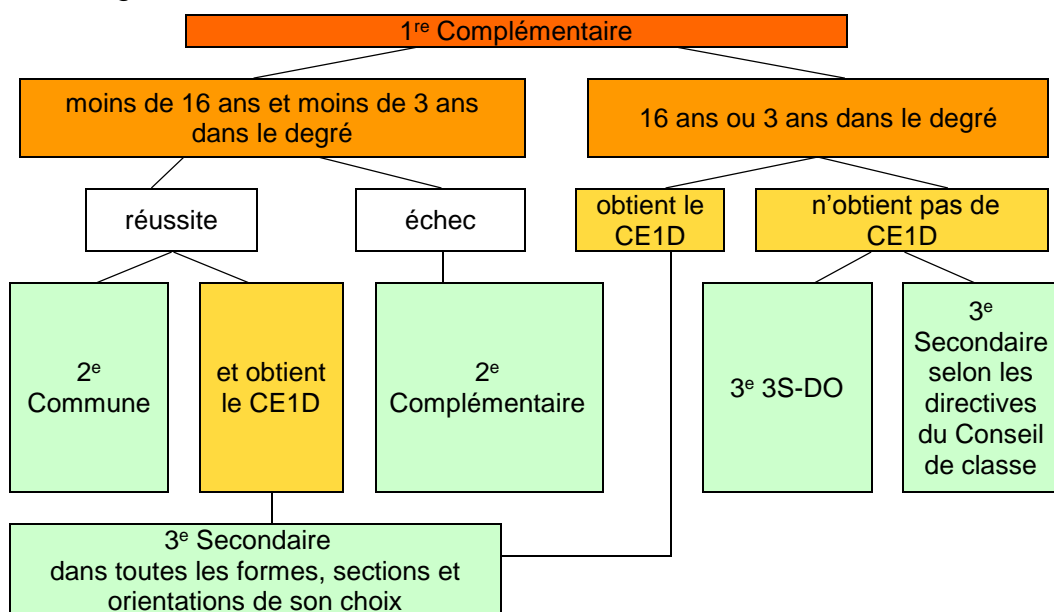 1re Complémentaire
moins de 16 ans et moins de 3 ans
dans le degré
16 ans ou 3 ans dans le degré
réussite
échec
obtient le
CE1D
n’obtient pas de
CE1D
2e
Commune
et obtient
le CE1D
2e
Complémentaire
3e 3S-DO
3e
Secondaire
selon les
directives
du Conseil
de classe
3e Secondaire
dans toutes les formes, sections et
orientations de son choix